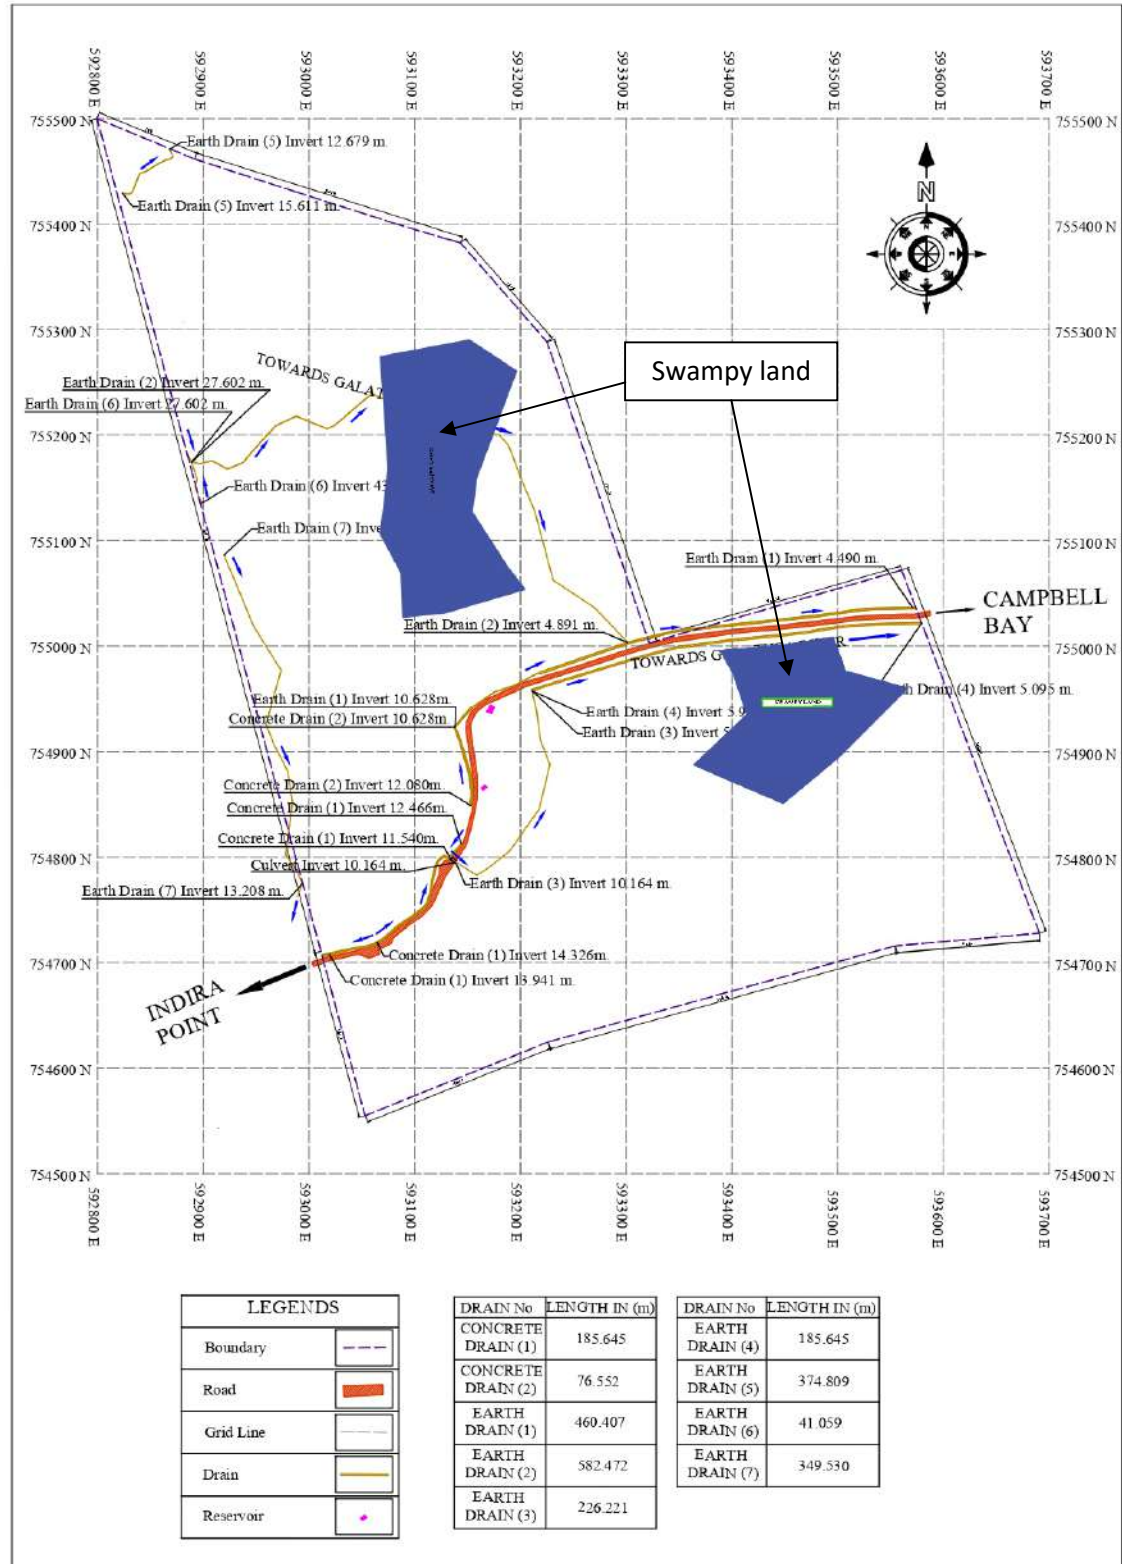 592800 E
592900 E
593000 E
593100 E
593200 E
593300 E
593400 E
593500 E
593600 E
593700 E
755500 N
755500 N
Earth Drain (5) Invert 12.679 m.
N
Earth Drain (5) Invert 15.611 m.
755400 N
755400 N
755300 N
755300 N
Swampy land
TOWARDS GALAT
Earth Drain (2) Invert 27.602 m.
Earth Drain (6) Invert 27.602 m.
755200 N
755200 N
Earth Drain (6) Invert 43
755100 N
755100 N
Earth Drain (7) Inve
Earth Drain (1) Invert 4.490 m.
CAMPBELL
BAY
Earth Drain (2) Invert 4.891 m.
755000 N
755000 N
TOWARDS GA
Earth Drain (1) Invert 10.628 m.
Concrete Drain (2) Invert 10.628m.
Earth Drain (4) Invert 5.9
Earth Drain (3) Invert 5
th Drain (4) Invert 5.095 m.
SWAMPY LAND
754900 N
754900 N
Concrete Drain (2) Invert 12.080m.
Concrete Drain (1) Invert 12.466m.
Concrete Drain (1) Invert 11.540m.
754800 N
754800 N
Culvert Invert 10.164 m.
Earth Drain (3) Invert 10.164 m.
Earth Drain (7) Invert 13.208 m.
754700 N
754700 N
Concrete Drain (1) Invert 14.326m.
Concrete Drain (1) Invert 13.941 m.
INDIRA
POINT
754600 N
754600 N
754500 N
754500 N
592800 E
592900 E
593000 E
593100 E
593200 E
593300 E
593400 E
593500 E
593600 E
593700 E
LEGENDS
Boundary
Road
Grid Line
Drain
Reservoir
DRAIN No LENGTH IN (m)
CONCRETE DRAIN (1) 185.645
CONCRETE DRAIN (2) 76.552
EARTH DRAIN (1) 460.407
EARTH DRAIN (2) 582.472
EARTH DRAIN (3) 226.221
DRAIN No LENGTH IN (m)
EARTH DRAIN (4) 185.645
EARTH DRAIN (5) 374.809
EARTH DRAIN (6) 41.059
EARTH DRAIN (7) 349.530